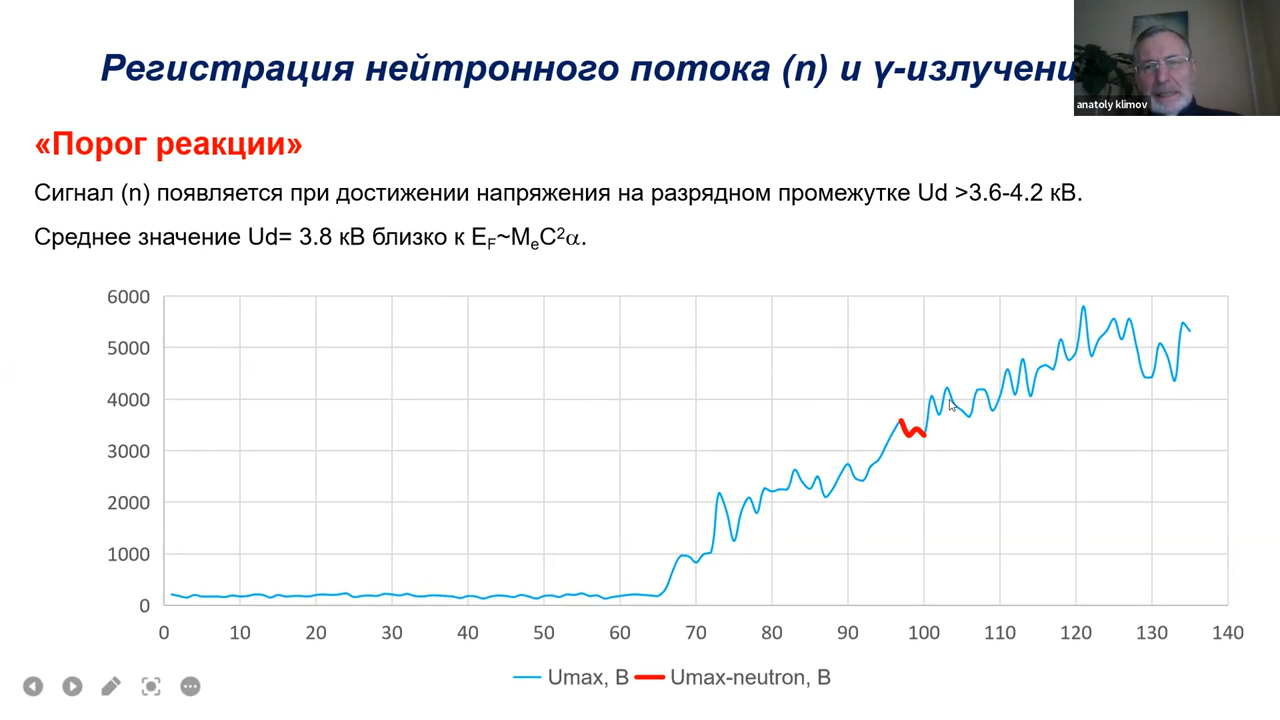 Регистрация нейтронного потока (n) и γ-излучени
anatoly klimov
«Порог реакции»
Сигнал (n) появляется при достижении напряжения на разрядном промежутке Ud >3.6-4.2 кВ.
Среднее значение Ud= 3.8 кВ близко к E_F~M_eC²α.
6000
5000
4000
3000
2000
1000
0
0 10 20 30 40 50 60 70 80 90 100 110 120 130 140
Umax, В Umax-neutron, В